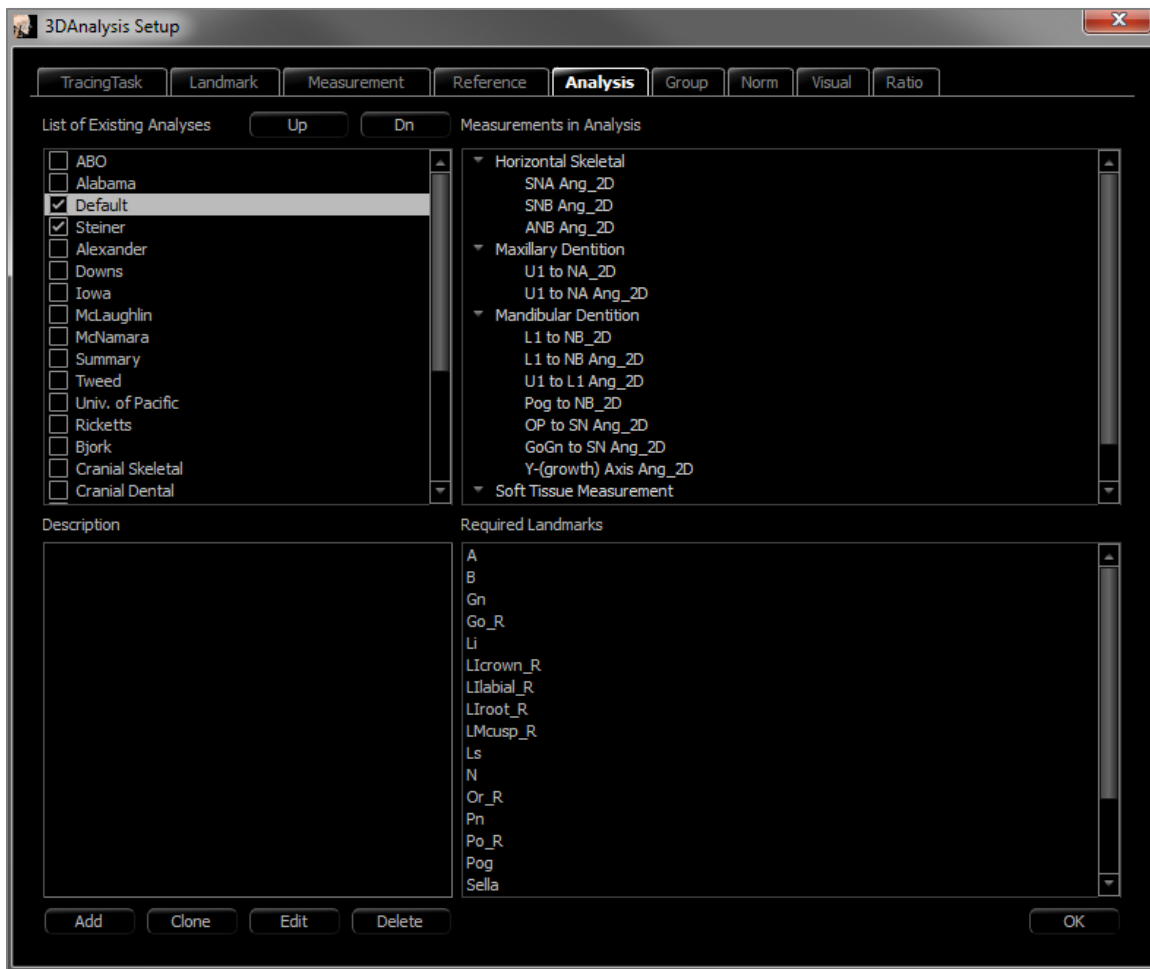 3DAnalysis Setup
TracingTask Landmark Measurement Reference Analysis Group Norm Visual Ratio
List of Existing Analyses Up Dn Measurements in Analysis
ABO
Alabama
Default
Steiner
Alexander
Downs
Iowa
McLaughlin
McNamara
Summary
Tweed
Univ. of Pacific
Ricketts
Bjork
Cranial Skeletal
Cranial Dental
Horizontal Skeletal
SNA Ang_2D
SNB Ang_2D
ANB Ang_2D
Maxillary Dentition
U1 to NA_2D
U1 to NA Ang_2D
Mandibular Dentition
L1 to NB_2D
L1 to NB Ang_2D
U1 to L1 Ang_2D
Pog to NB_2D
OP to SN Ang_2D
GoGn to SN Ang_2D
Y-(growth) Axis Ang_2D
Soft Tissue Measurement
Description
Required Landmarks
A
B
Gn
Go_R
Li
LIcrown_R
LIlabial_R
LIroot_R
LMcusp_R
Ls
N
Or_R
Pn
Po_R
Pog
Sella
Add Clone Edit Delete OK